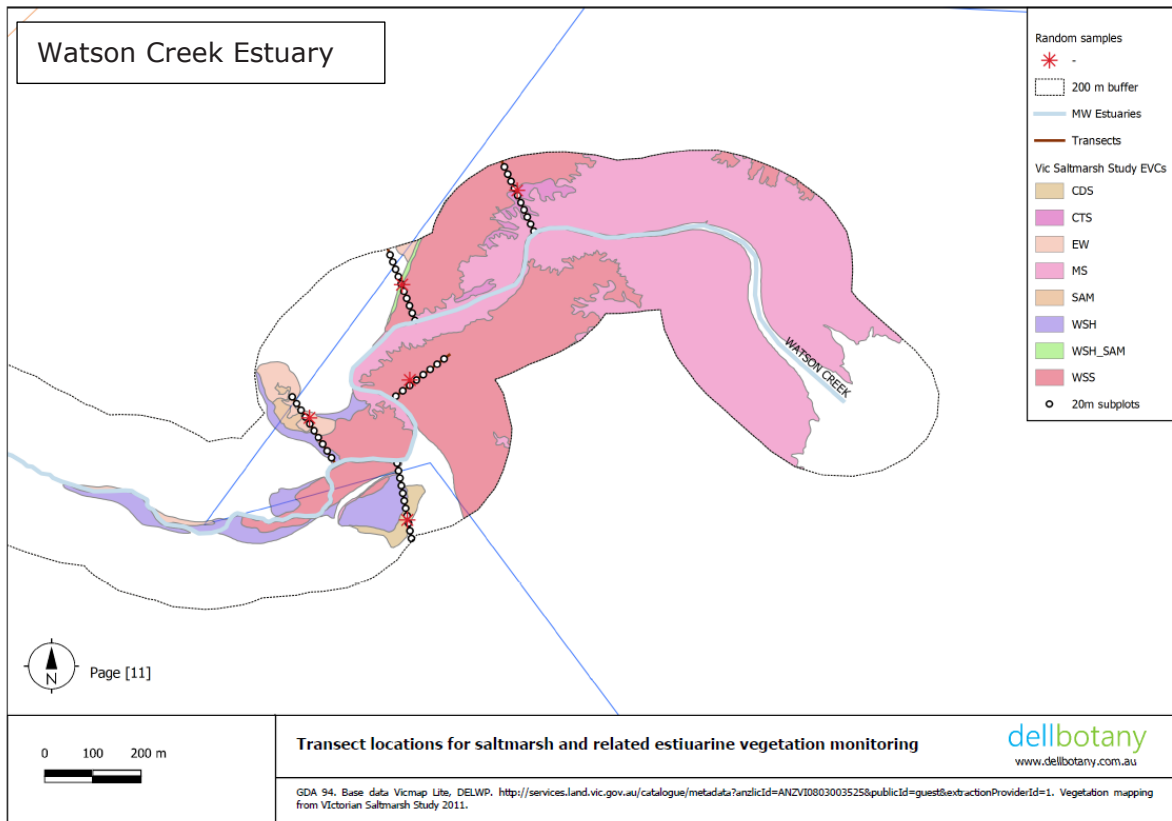 Watson Creek Estuary
Random samples
-
200 m buffer
MW Estuaries
Transects
Vic Saltmarsh Study EVCs
CDS
CTS
EW
MS
SAM
WSH
WSH_SAM
WSS
20m subplots
WATSON CREEK
N
Page [11]
0 100 200 m
Transect locations for saltmarsh and related estiuarine vegetation monitoring
dellbotany
www.dellbotany.com.au
GDA 94. Base data Vicmap Lite, DELWP. http://services.land.vic.gov.au/catalogue/metadata?anzlicId=ANZVI0803003525&publicId=guest&extractionProviderId=1. Vegetation mapping
from VIctorian Saltmarsh Study 2011.